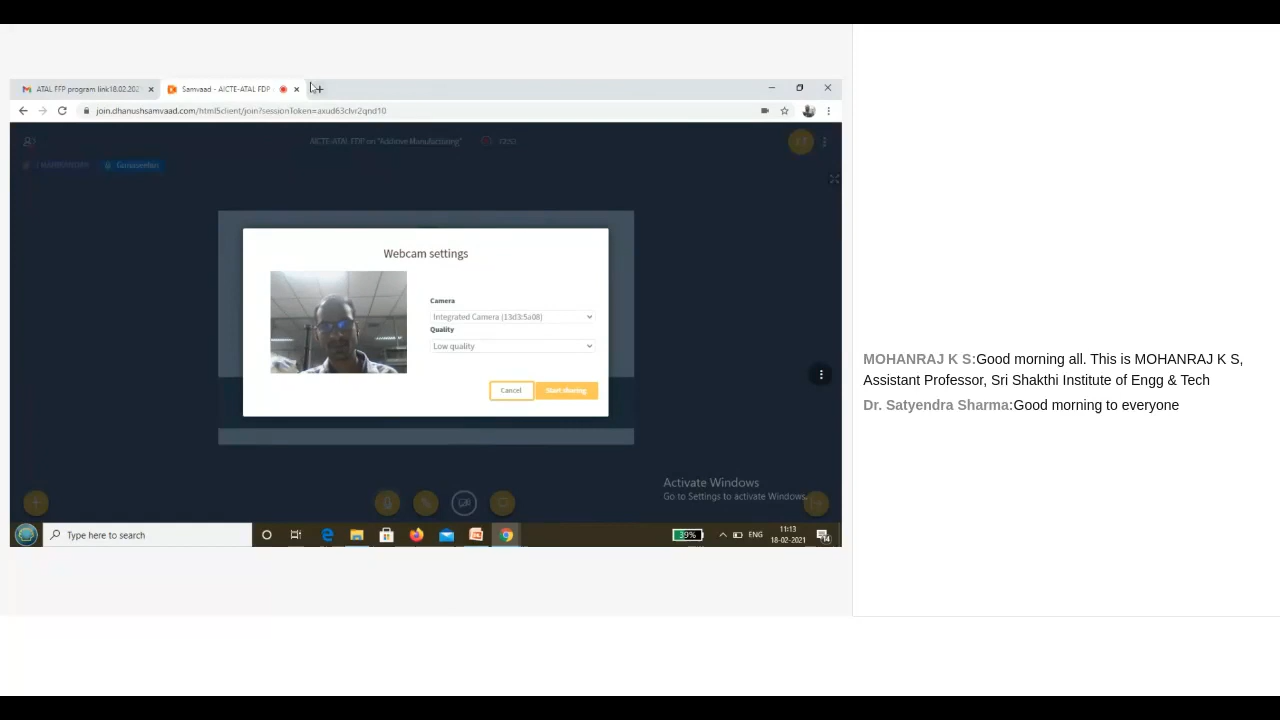 ATAL FFP program link18.02.202
Samvaad - AICTE-ATAL FDP
join.dhanushsamvaad.com/html5client/join?sessionToken=axud63clvr2qnd10
AICTE-ATAL FDP on "Additive Manufacturing"
Gunaseelan
Webcam settings
Camera
Integrated Camera (13d3:5a08)
Quality
Low quality
Cancel
Start sharing
Activate Windows
Go to Settings to activate Windows.
Type here to search
39%
ENG
11:13
18-02-2021
MOHANRAJ K S:Good morning all. This is MOHANRAJ K S,
Assistant Professor, Sri Shakthi Institute of Engg & Tech
Dr. Satyendra Sharma:Good morning to everyone